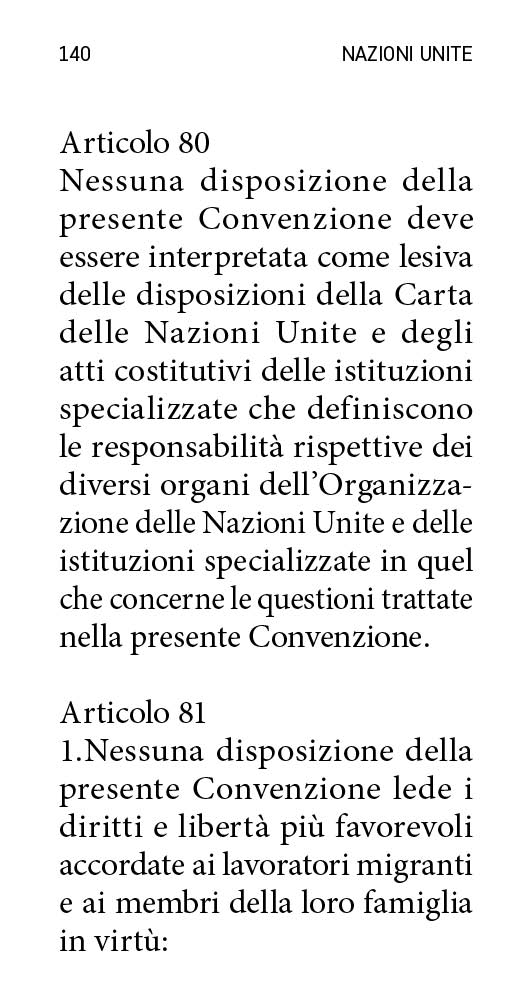 140 NAZIONI UNITE
Articolo 80
Nessuna disposizione della
presente Convenzione deve
essere interpretata come lesiva
delle disposizioni della Carta
delle Nazioni Unite e degli
atti costitutivi delle istituzioni
specializzate che definiscono
le responsabilità rispettive dei
diversi organi dell’Organizza-
zione delle Nazioni Unite e delle
istituzioni specializzate in quel
che concerne le questioni trattate
nella presente Convenzione.
Articolo 81
1.Nessuna disposizione della
presente Convenzione lede i
diritti e libertà più favorevoli
accordate ai lavoratori migranti
e ai membri della loro famiglia
in virtù: